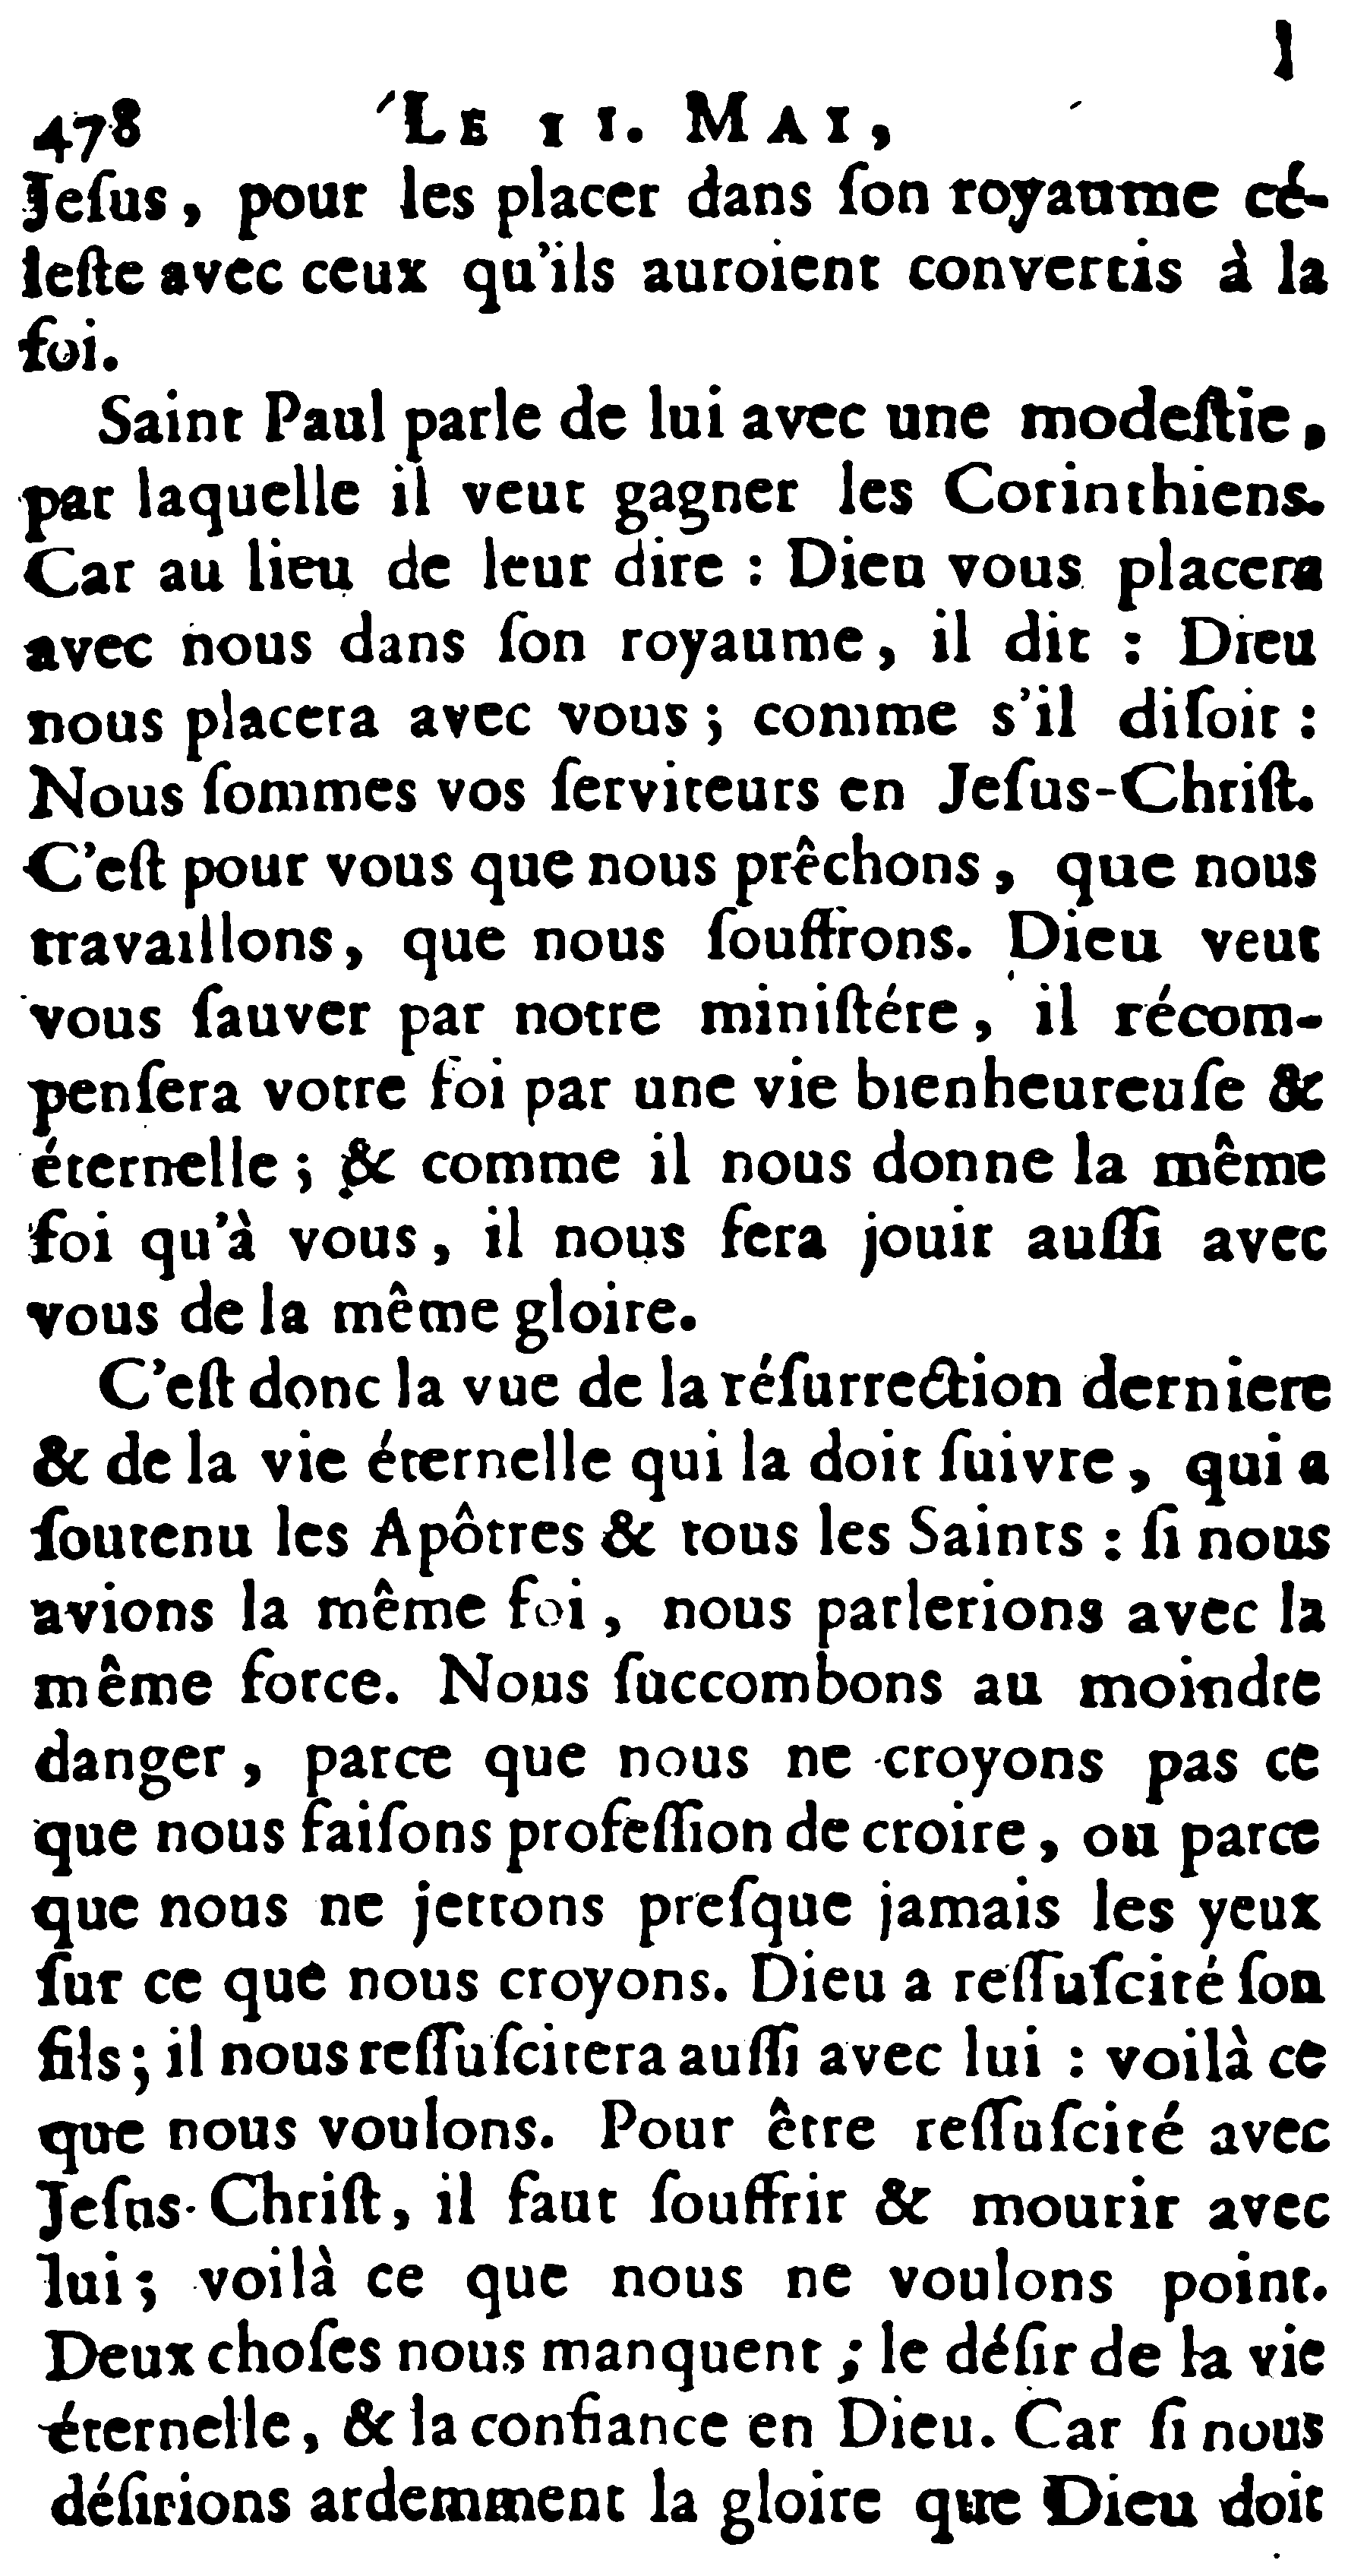 478 LE II. MAI,
Jeſus, pour les placer dans ſon royaume cé-
leſte avec ceux qu'ils auroient convertis à la
foi.
Saint Paul parle de lui avec une modeſtie,
par laquelle il veut gagner les Corinthiens.
Car au lieu de leur dire : Dieu vous placera
avec nous dans ſon royaume, il dit : Dieu
nous placera avec vous ; comme s'il diſoit :
Nous ſommes vos ſerviteurs en Jeſus-Chriſt.
C'eſt pour vous que nous prêchons, que nous
travaillons, que nous ſouffrons. Dieu veut
vous ſauver par notre miniſtére, il récom-
penſera votre foi par une vie bienheureuſe &
éternelle ; & comme il nous donne la même
foi qu'à vous, il nous fera jouir auſſi avec
vous de la même gloire.
C'eſt donc la vue de la réſurrection derniere
& de la vie éternelle qui la doit ſuivre, qui a
ſoutenu les Apôtres & tous les Saints : ſi nous
avions la même foi, nous parlerions avec la
même force. Nous ſuccombons au moindre
danger, parce que nous ne croyons pas ce
que nous faiſons profeſſion de croire, ou parce
que nous ne jettons preſque jamais les yeux
ſur ce que nous croyons. Dieu a reſſuſcité ſon
fils ; il nous reſſuſcitera auſſi avec lui : voilà ce
que nous voulons. Pour être reſſuſcité avec
Jeſus-Chriſt, il faut ſouffrir & mourir avec
lui ; voilà ce que nous ne voulons point.
Deux choſes nous manquent ; le déſir de la vie
éternelle, & la confiance en Dieu. Car ſi nous
déſirions ardemment la gloire que Dieu doit